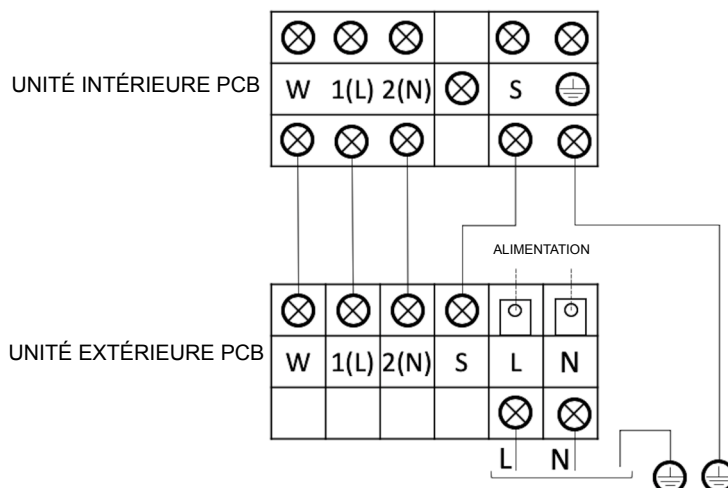 UNITÉ INTÉRIEURE PCB
W 1(L) 2(N) S
ALIMENTATION
UNITÉ EXTÉRIEURE PCB
W 1(L) 2(N) S L N
L N